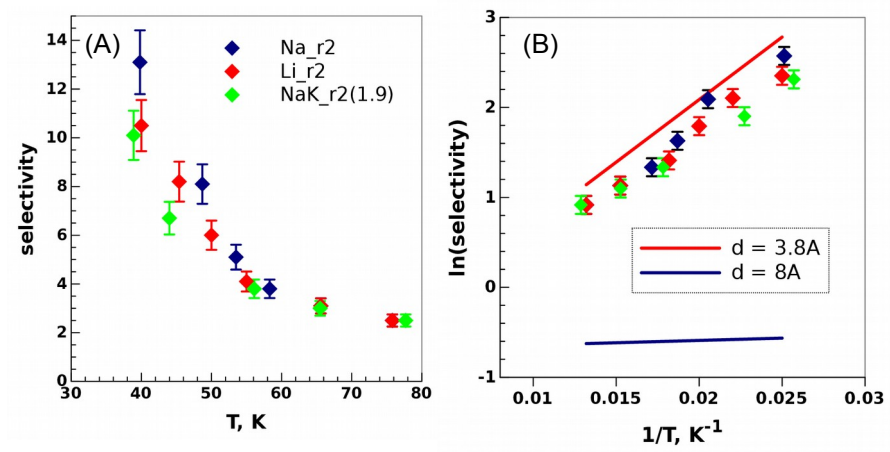 (A)
Na_r2
Li_r2
NaK_r2(1.9)
selectivity
14
12
10
8
6
4
2
0
30 40 50 60 70 80
T, K
(B)
ln(selectivity)
3
2
1
0
-1
d = 3.8A
d = 8A
0.01 0.015 0.02 0.025 0.03
1/T, K⁻¹